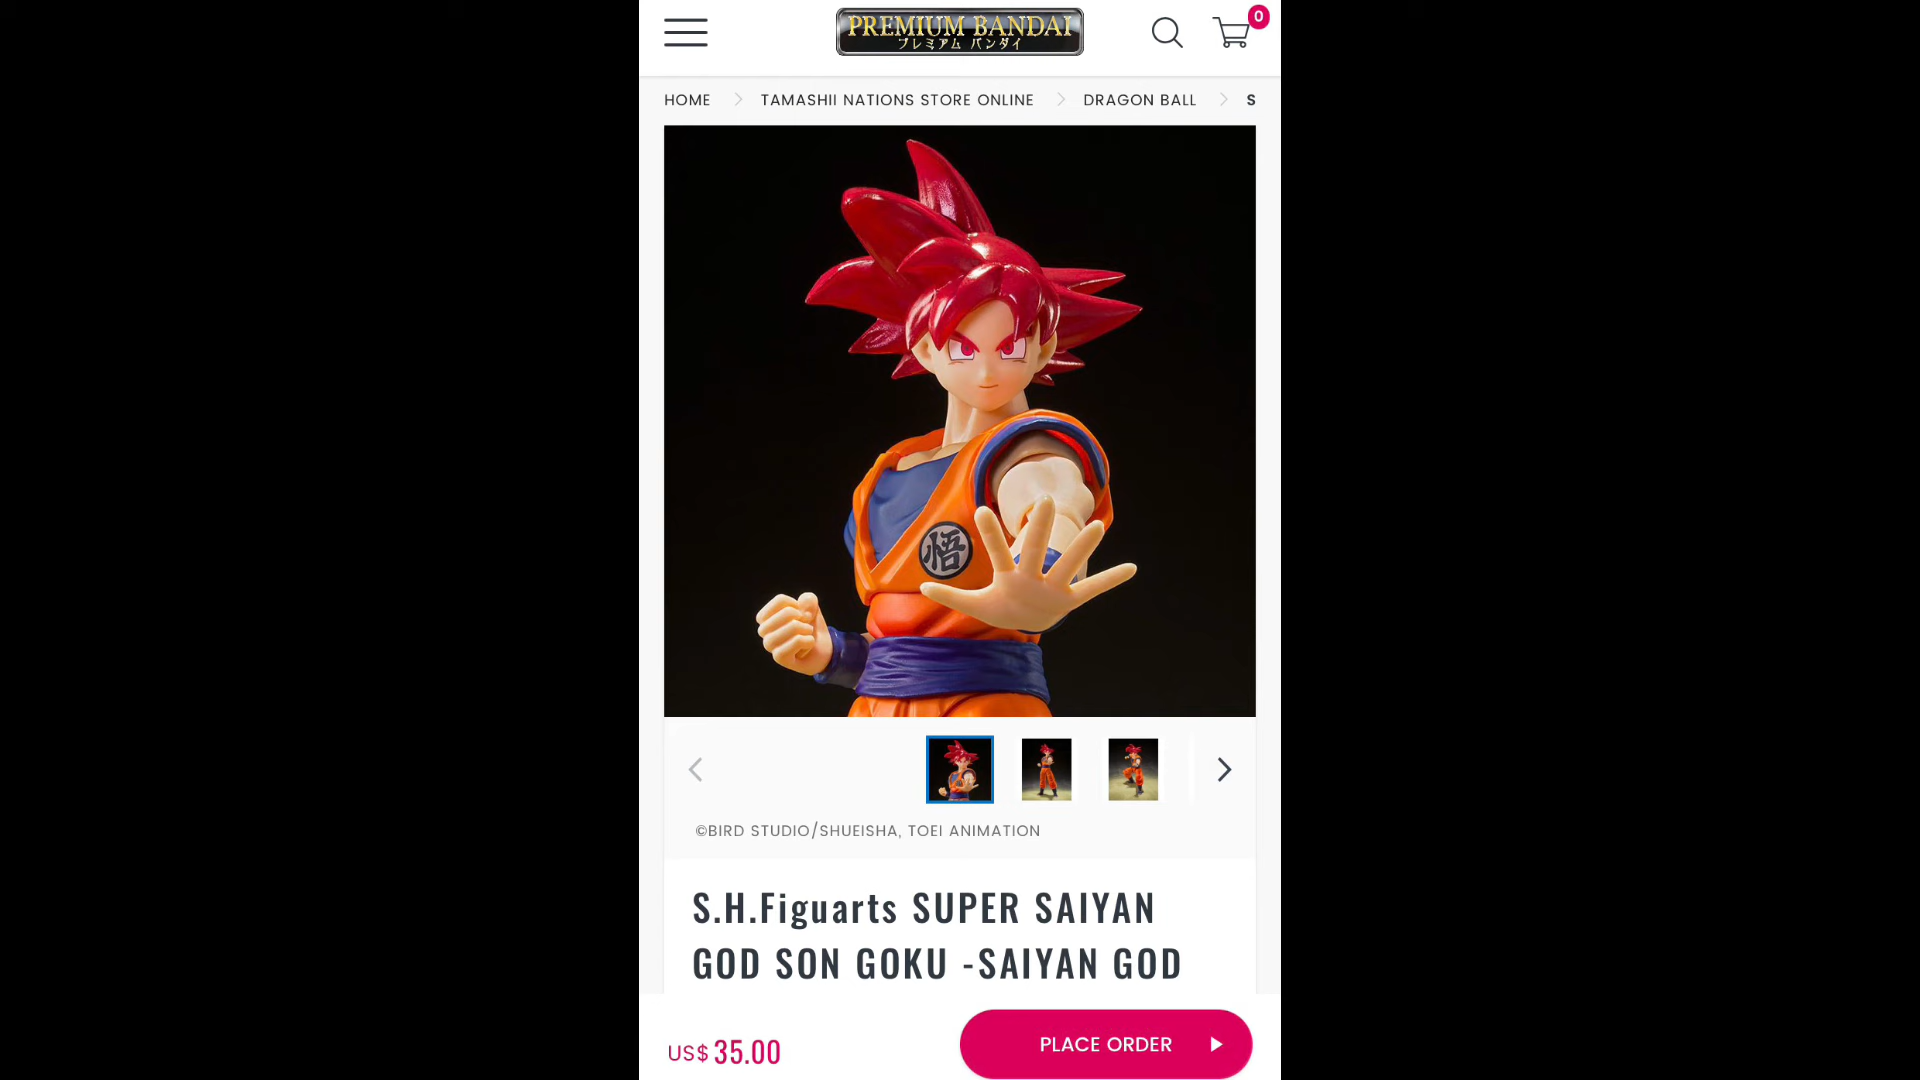 PREMIUM BANDAI
プレミアム バンダイ
0
HOME
TAMASHII NATIONS STORE ONLINE
DRAGON BALL
S
悟
©BIRD STUDIO/SHUEISHA, TOEI ANIMATION
S.H.Figuarts SUPER SAIYAN
GOD SON GOKU -SAIYAN GOD
US$ 35.00
PLACE ORDER